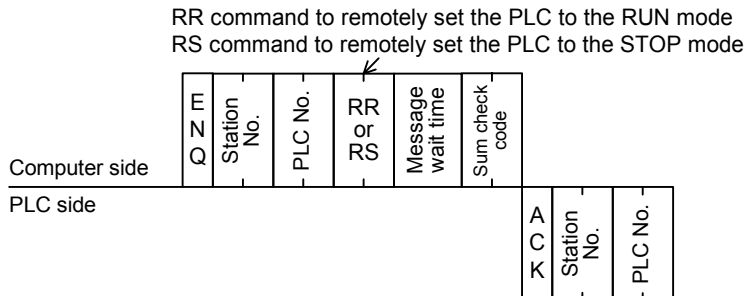 RR command to remotely set the PLC to the RUN mode
RS command to remotely set the PLC to the STOP mode
E
N
Q
Station
No.
PLC No.
RR
or
RS
Message
wait time
Sum check
code
Computer side
PLC side
A
C
K
Station
No.
PLC No.